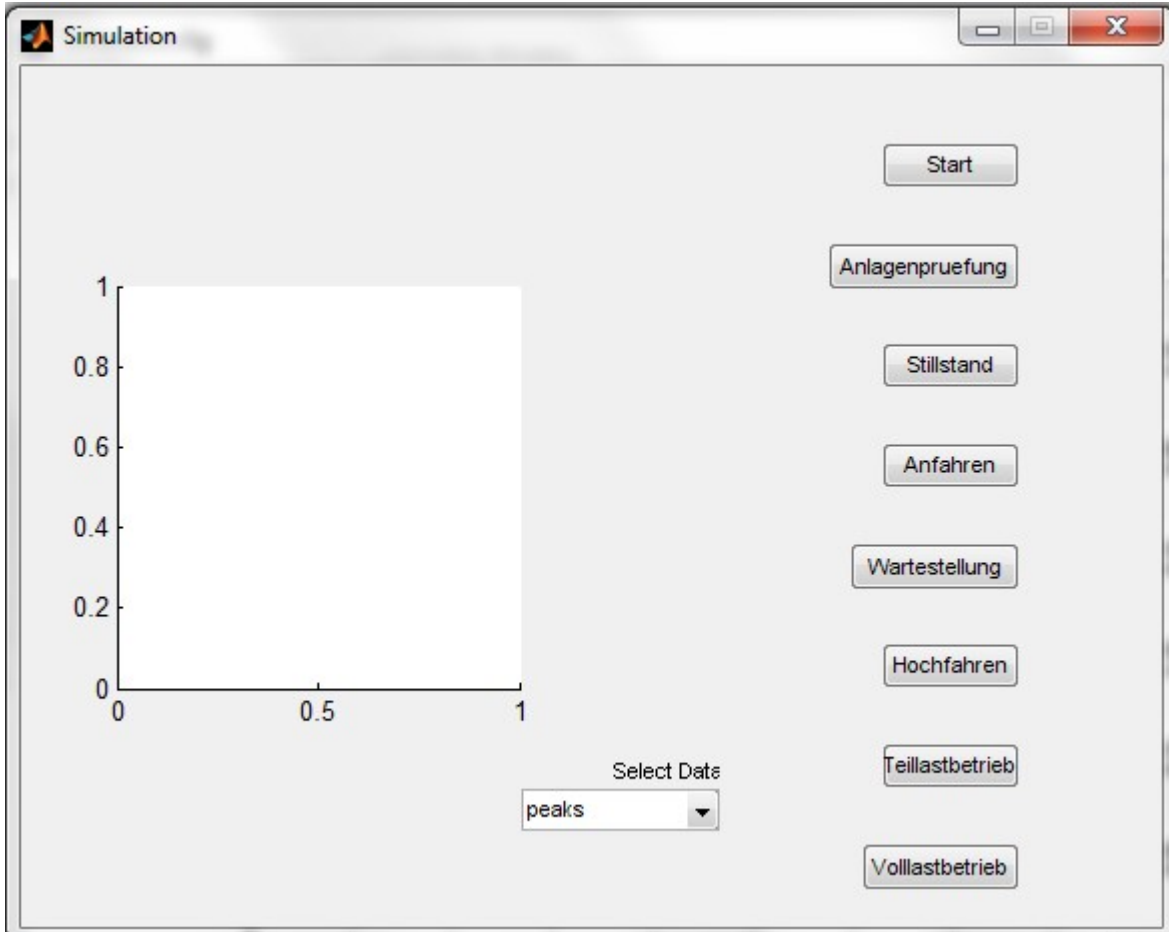 Simulation
Start
Anlagenpruefung
Stillstand
Anfahren
Wartestellung
Hochfahren
Teillastbetrieb
Volllastbetrieb
1
0.8
0.6
0.4
0.2
0
0 0.5 1
Select Data
peaks